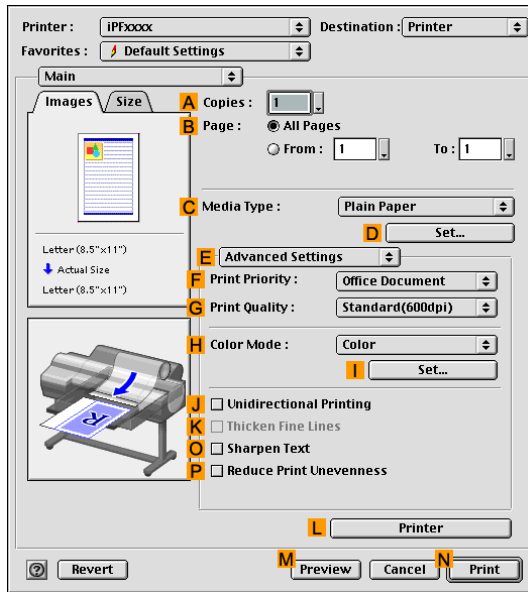 Printer : iPFxxxx Destination : Printer
Favorites : Default Settings
Main
Images Size
A Copies : 1
B Page : All Pages
From : 1 To : 1
C Media Type : Plain Paper
D Set...
Letter (8.5"x11")
Actual Size
Letter (8.5"x11")
E Advanced Settings
F Print Priority : Office Document
G Print Quality : Standard(600dpi)
H Color Mode : Color
I Set...
J Unidirectional Printing
K Thicken Fine Lines
O Sharpen Text
P Reduce Print Unevenness
R
L Printer
? Revert M Preview Cancel N Print